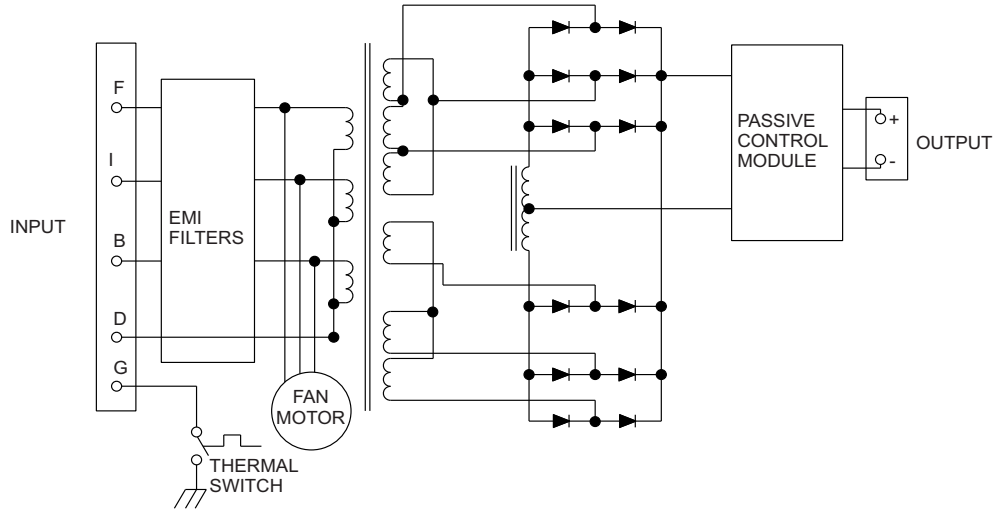 INPUT
F
I
B
D
G
EMI
FILTERS
FAN
MOTOR
THERMAL
SWITCH
PASSIVE
CONTROL
MODULE
+
-
OUTPUT